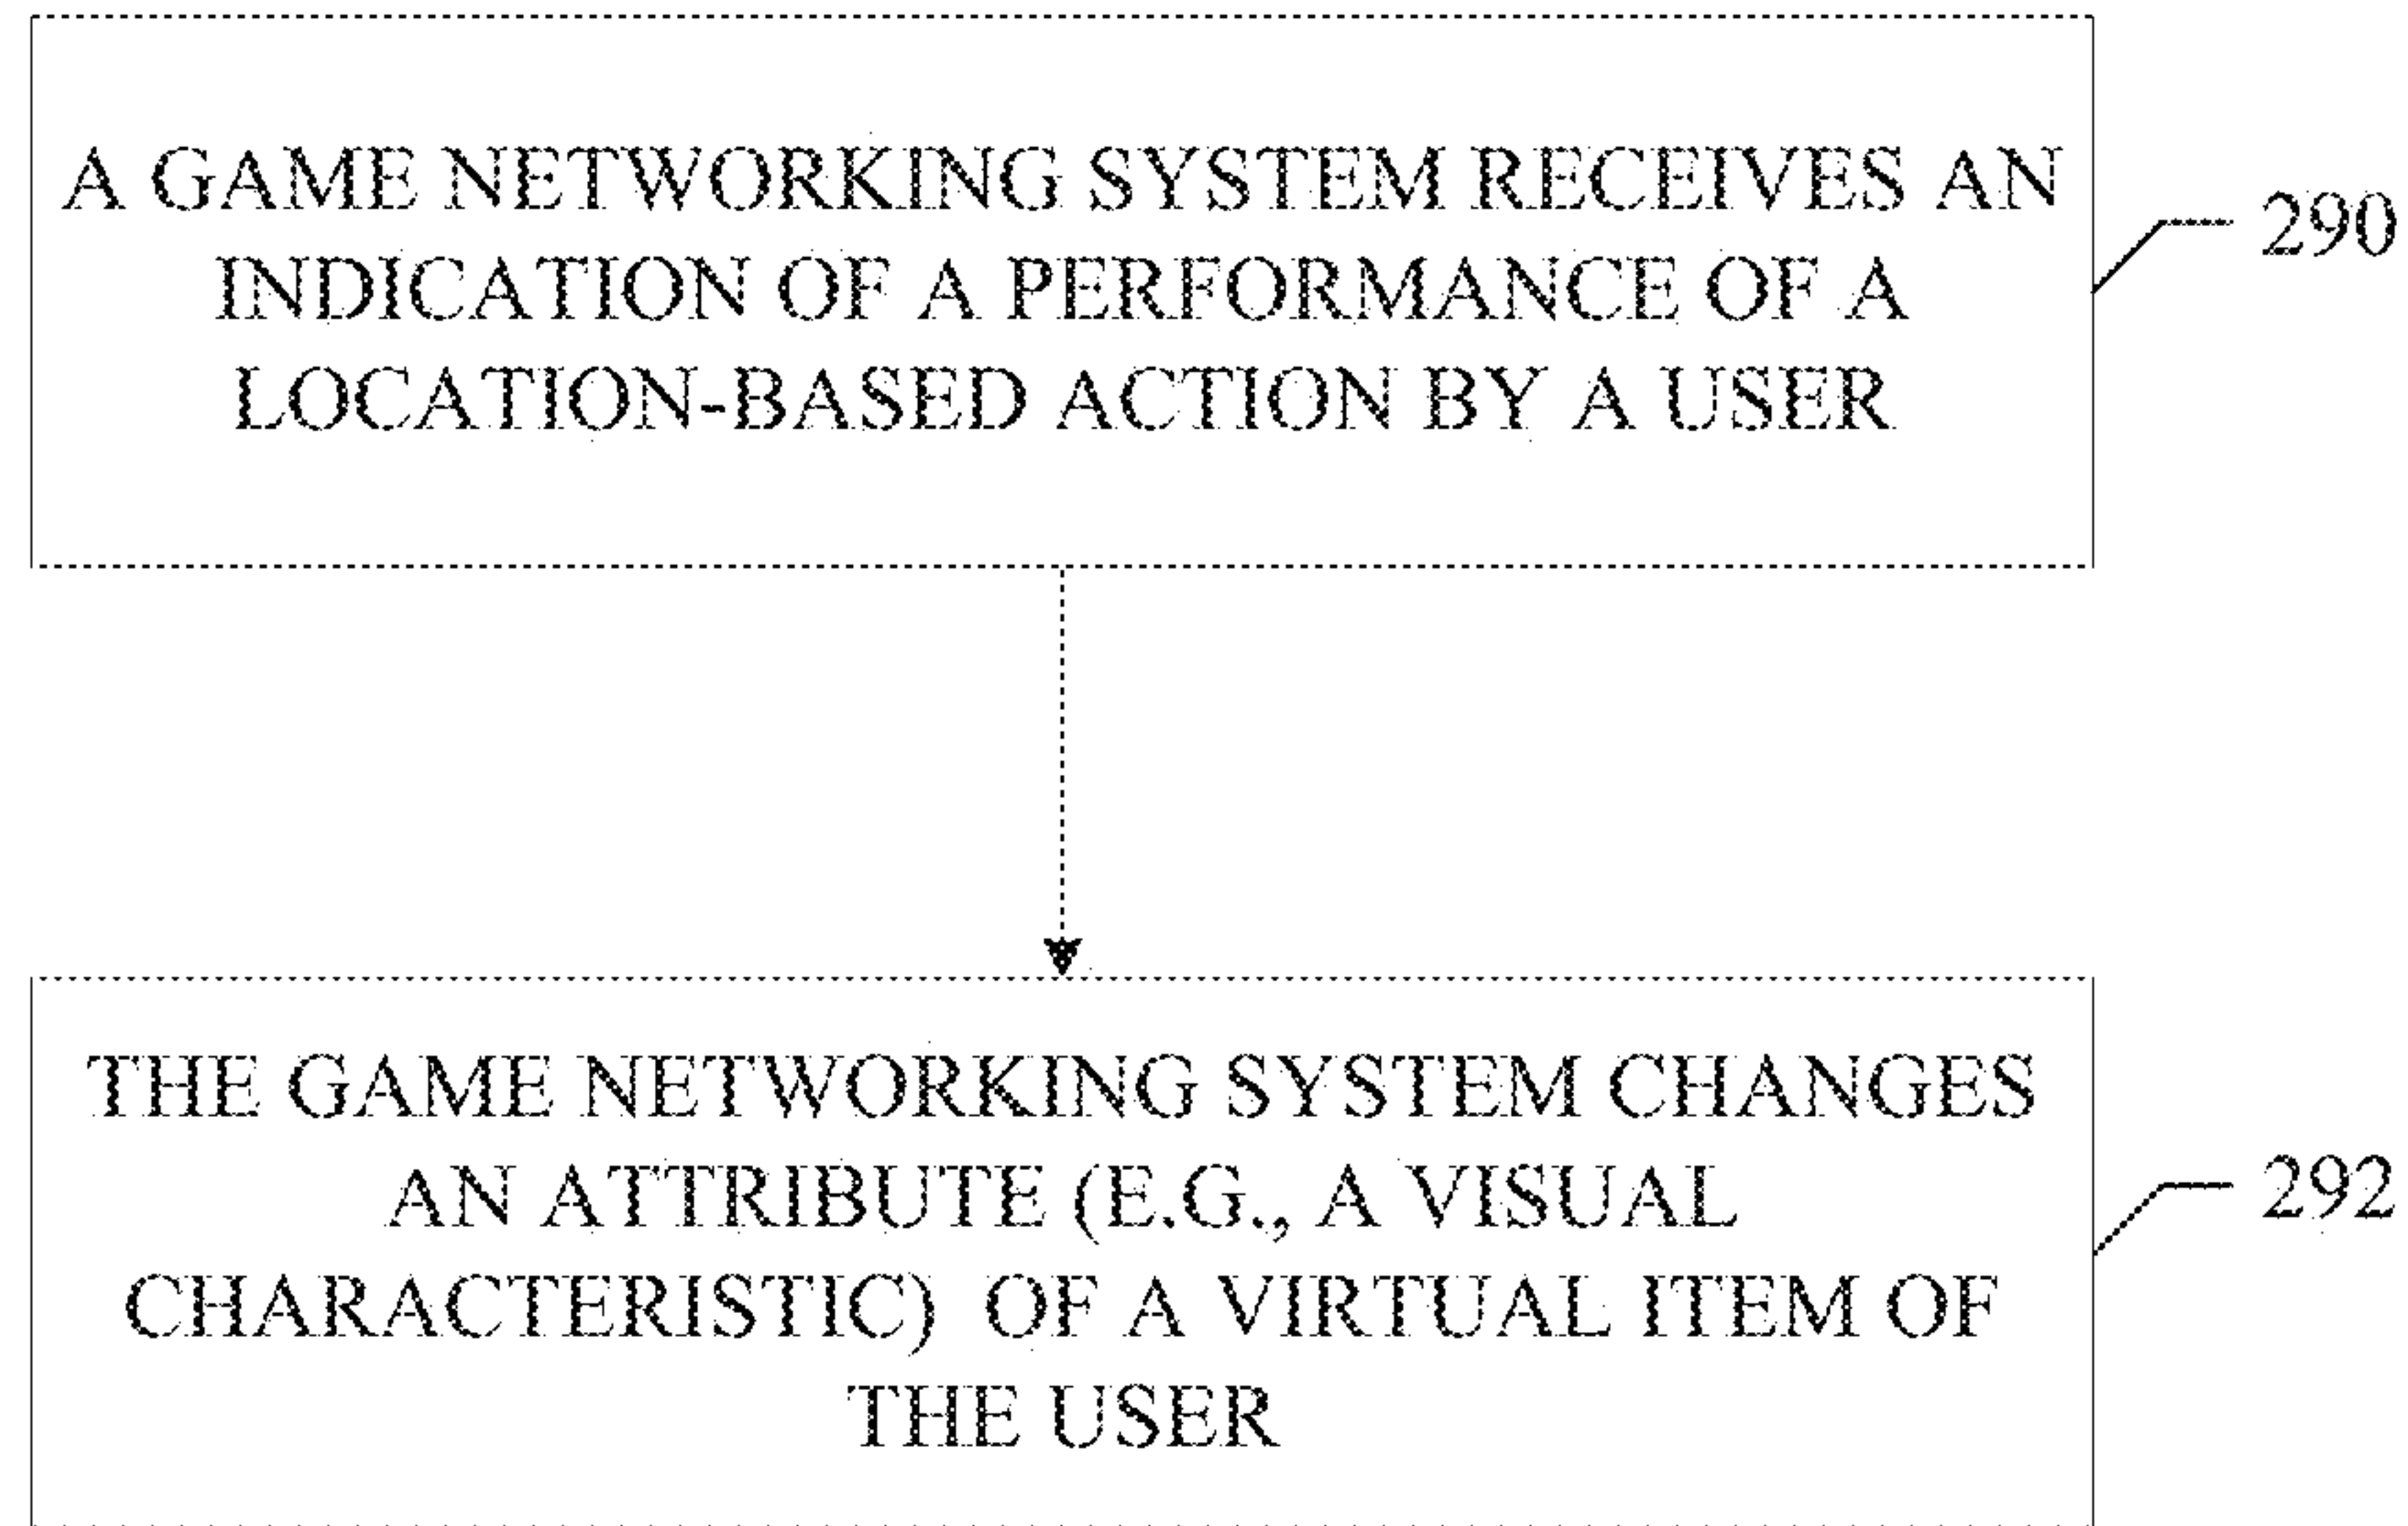 A GAME NETWORKING SYSTEM RECEIVES AN
INDICATION OF A PERFORMANCE OF A
LOCATION-BASED ACTION BY A USER
290
THE GAME NETWORKING SYSTEM CHANGES
AN ATTRIBUTE (E.G., A VISUAL
CHARACTERISTIC) OF A VIRTUAL ITEM OF
THE USER
292